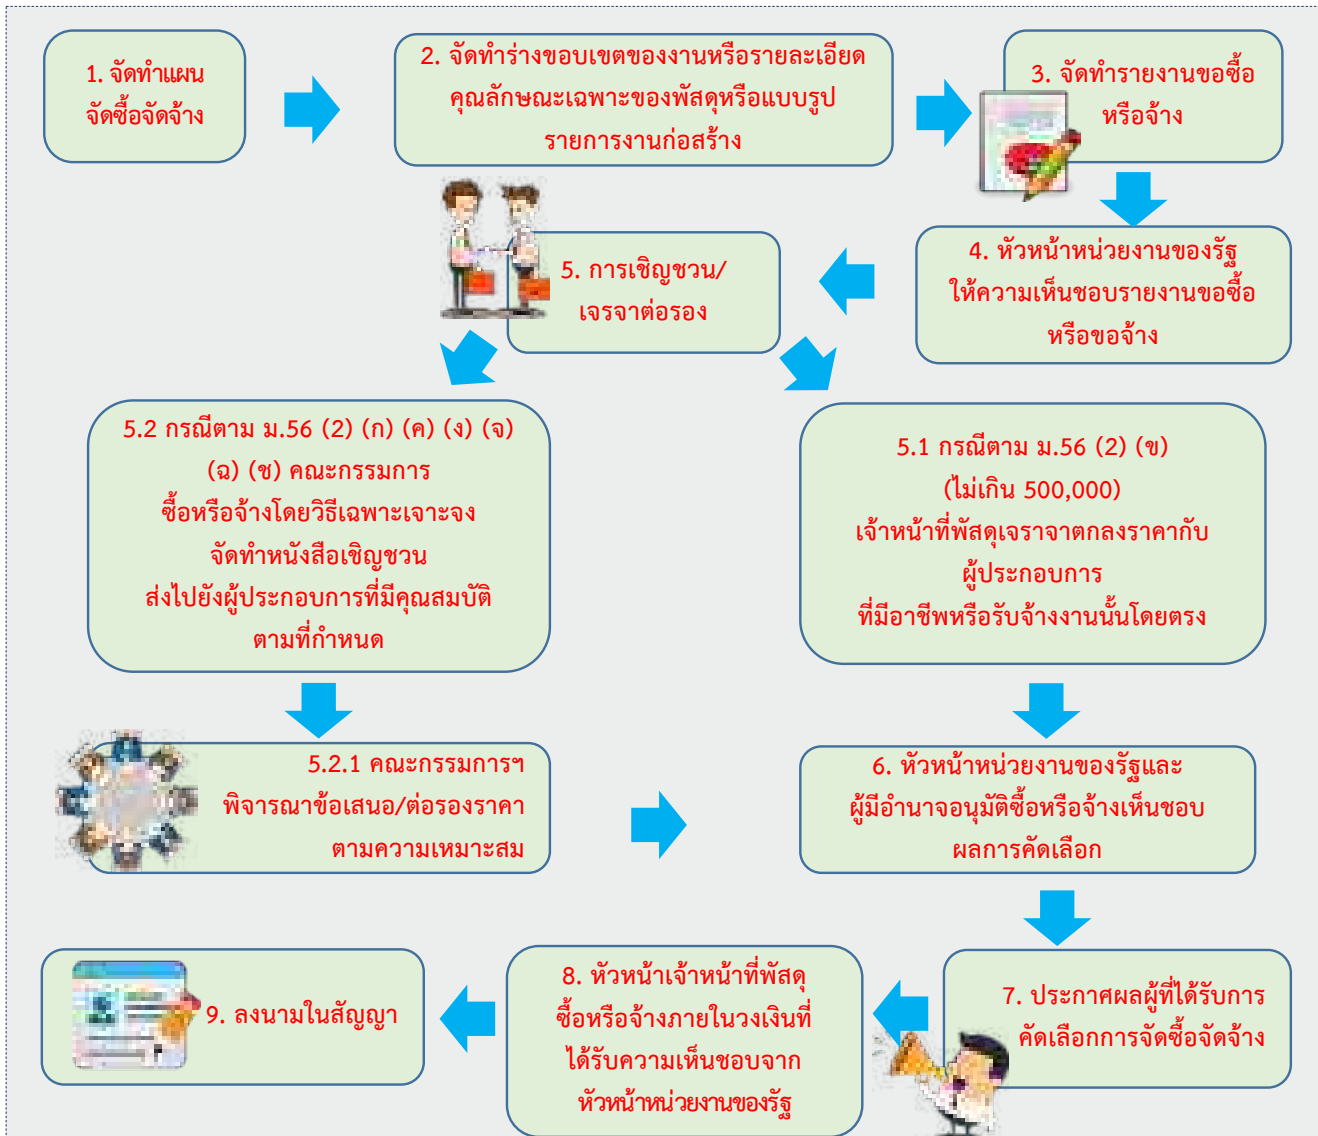 1. จัดทำแผน
จัดซื้อจัดจ้าง
2. จัดทำร่างขอบเขตของงานหรือรายละเอียด
คุณลักษณะเฉพาะของพัสดุหรือแบบรูป
รายการงานก่อสร้าง
3. จัดทำรายงานขอซื้อ
หรือจ้าง
4. หัวหน้าหน่วยงานของรัฐ
ให้ความเห็นชอบรายงานขอซื้อ
หรือขอจ้าง
5. การเชิญชวน/
เจรจาต่อรอง
5.1 กรณีตาม ม.56 (2) (ข)
(ไม่เกิน 500,000)
เจ้าหน้าที่พัสดุเจราจาตกลงราคากับ
ผู้ประกอบการ
ที่มีอาชีพหรือรับจ้างงานนั้นโดยตรง
5.2 กรณีตาม ม.56 (2) (ก) (ค) (ง) (จ)
(ฉ) (ช) คณะกรรมการ
ซื้อหรือจ้างโดยวิธีเฉพาะเจาะจง
จัดทำหนังสือเชิญชวน
ส่งไปยังผู้ประกอบการที่มีคุณสมบัติ
ตามที่กำหนด
5.2.1 คณะกรรมการฯ
พิจารณาข้อเสนอ/ต่อรองราคา
ตามความเหมาะสม
6. หัวหน้าหน่วยงานของรัฐและ
ผู้มีอำนาจอนุมัติซื้อหรือจ้างเห็นชอบ
ผลการคัดเลือก
7. ประกาศผลผู้ที่ได้รับการ
คัดเลือกการจัดซื้อจัดจ้าง
8. หัวหน้าเจ้าหน้าที่พัสดุ
ซื้อหรือจ้างภายในวงเงินที่
ได้รับความเห็นชอบจาก
หัวหน้าหน่วยงานของรัฐ
9. ลงนามในสัญญา